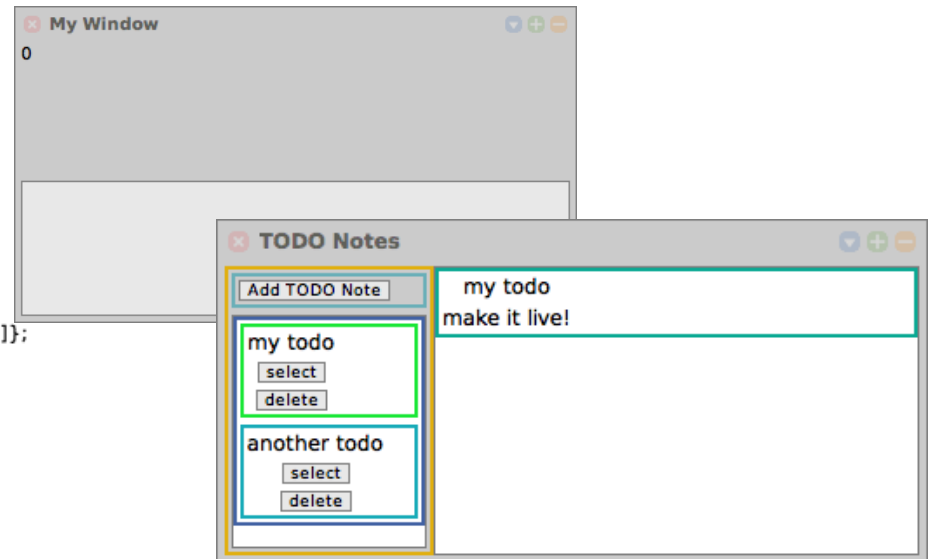 My Window
0
]};
TODO Notes
Add TODO Note
my todo
select
delete
another todo
select
delete
my todo
make it live!